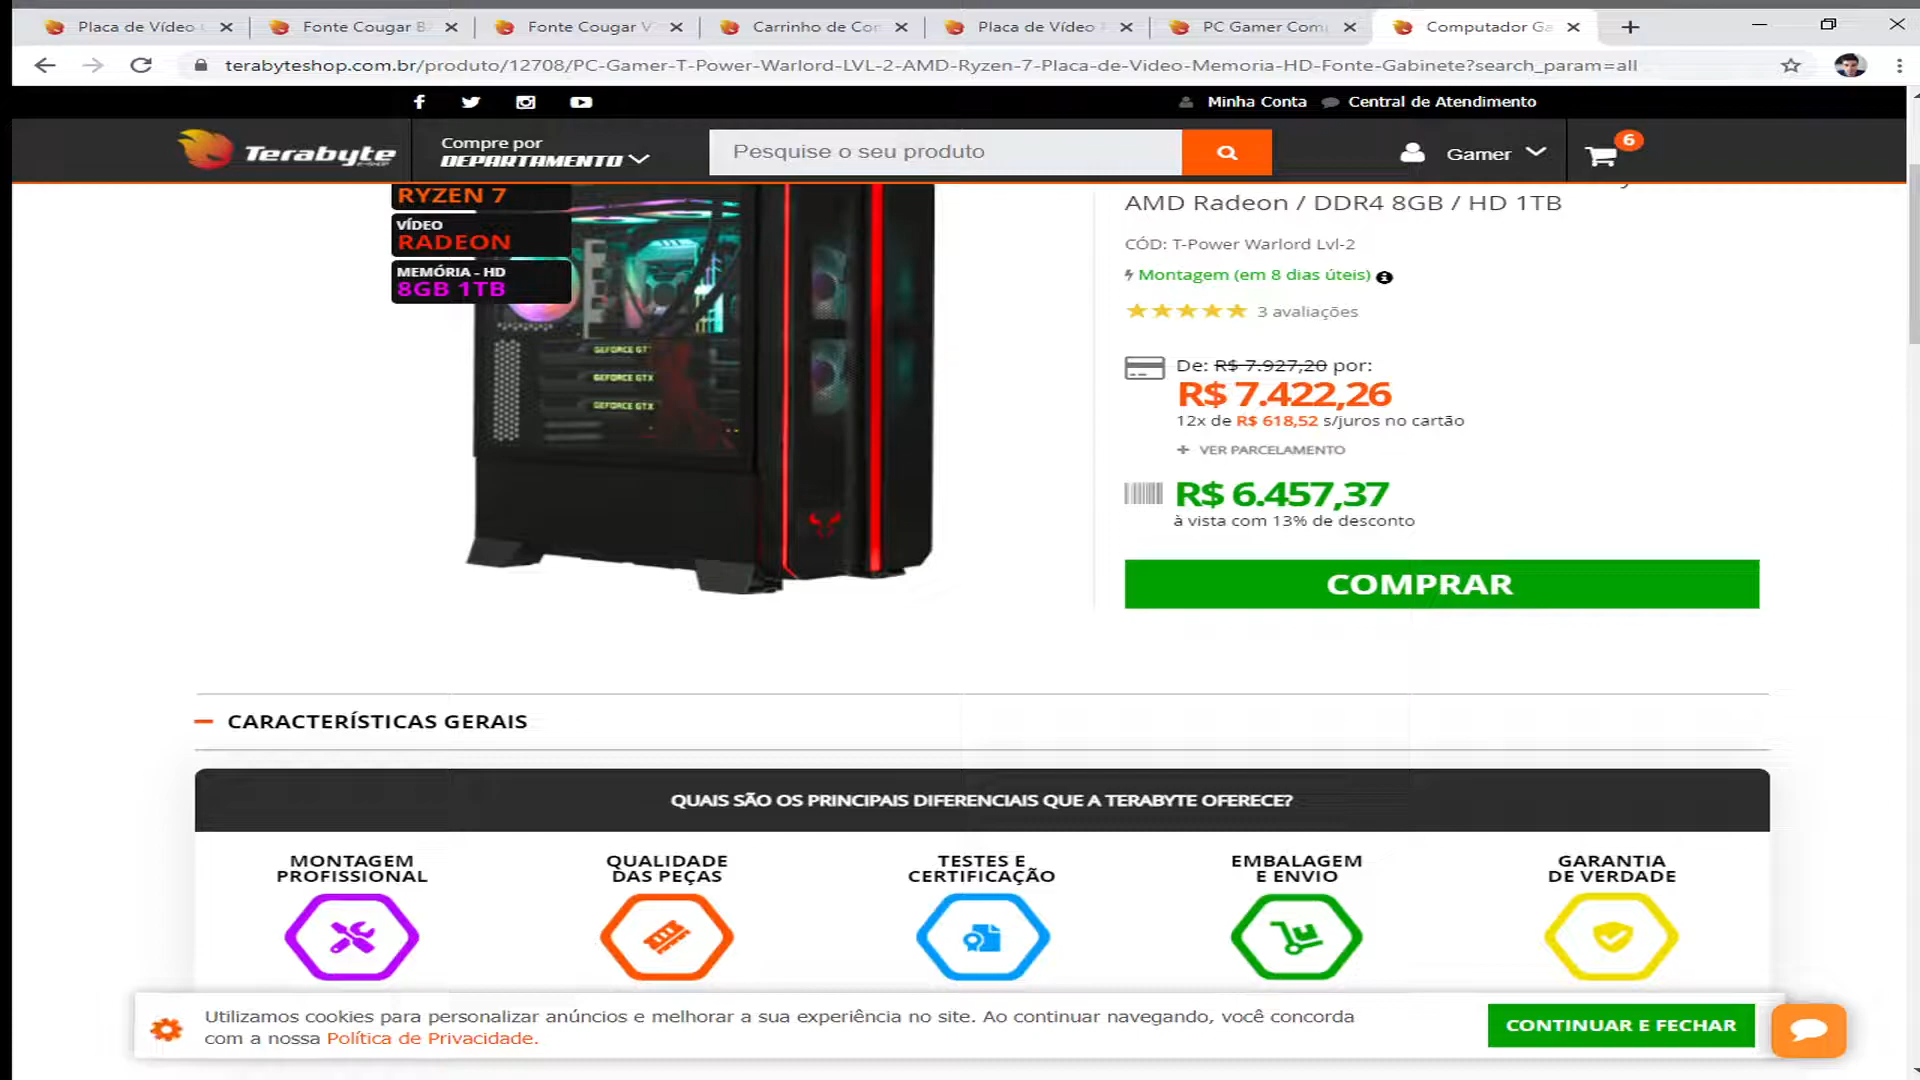 Placa de Vídeo
Fonte Cougar B
Fonte Cougar V
Carrinho de Con
Placa de Vídeo
PC Gamer Com
Computador Ga
terabyteshop.com.br/produto/12708/PC-Gamer-T-Power-Warlord-LVL-2-AMD-Ryzen-7-Placa-de-Video-Memoria-HD-Fonte-Gabinete?search_param=all
Minha Conta
Central de Atendimento
Terabyte
Compre por
DEPARTAMENTO
Pesquise o seu produto
Gamer
6
RYZEN 7
VÍDEO
RADEON
MEMÓRIA - HD
8GB 1TB
GEFORCE GTX
GEFORCE GTX
GEFORCE GTX
AMD Radeon / DDR4 8GB / HD 1TB
CÓD: T-Power Warlord Lvl-2
Montagem (em 8 dias úteis)
3 avaliações
De: R$ 7.927,20 por:
R$ 7.422,26
12x de R$ 618,52 s/juros no cartão
+ VER PARCELAMENTO
R$ 6.457,37
à vista com 13% de desconto
COMPRAR
CARACTERÍSTICAS GERAIS
QUAIS SÃO OS PRINCIPAIS DIFERENCIAIS QUE A TERABYTE OFERECE?
MONTAGEM
PROFISSIONAL
QUALIDADE
DAS PEÇAS
TESTES E
CERTIFICAÇÃO
EMBALAGEM
E ENVIO
GARANTIA
DE VERDADE
Utilizamos cookies para personalizar anúncios e melhorar a sua experiência no site. Ao continuar navegando, você concorda
com a nossa Política de Privacidade.
CONTINUAR E FECHAR